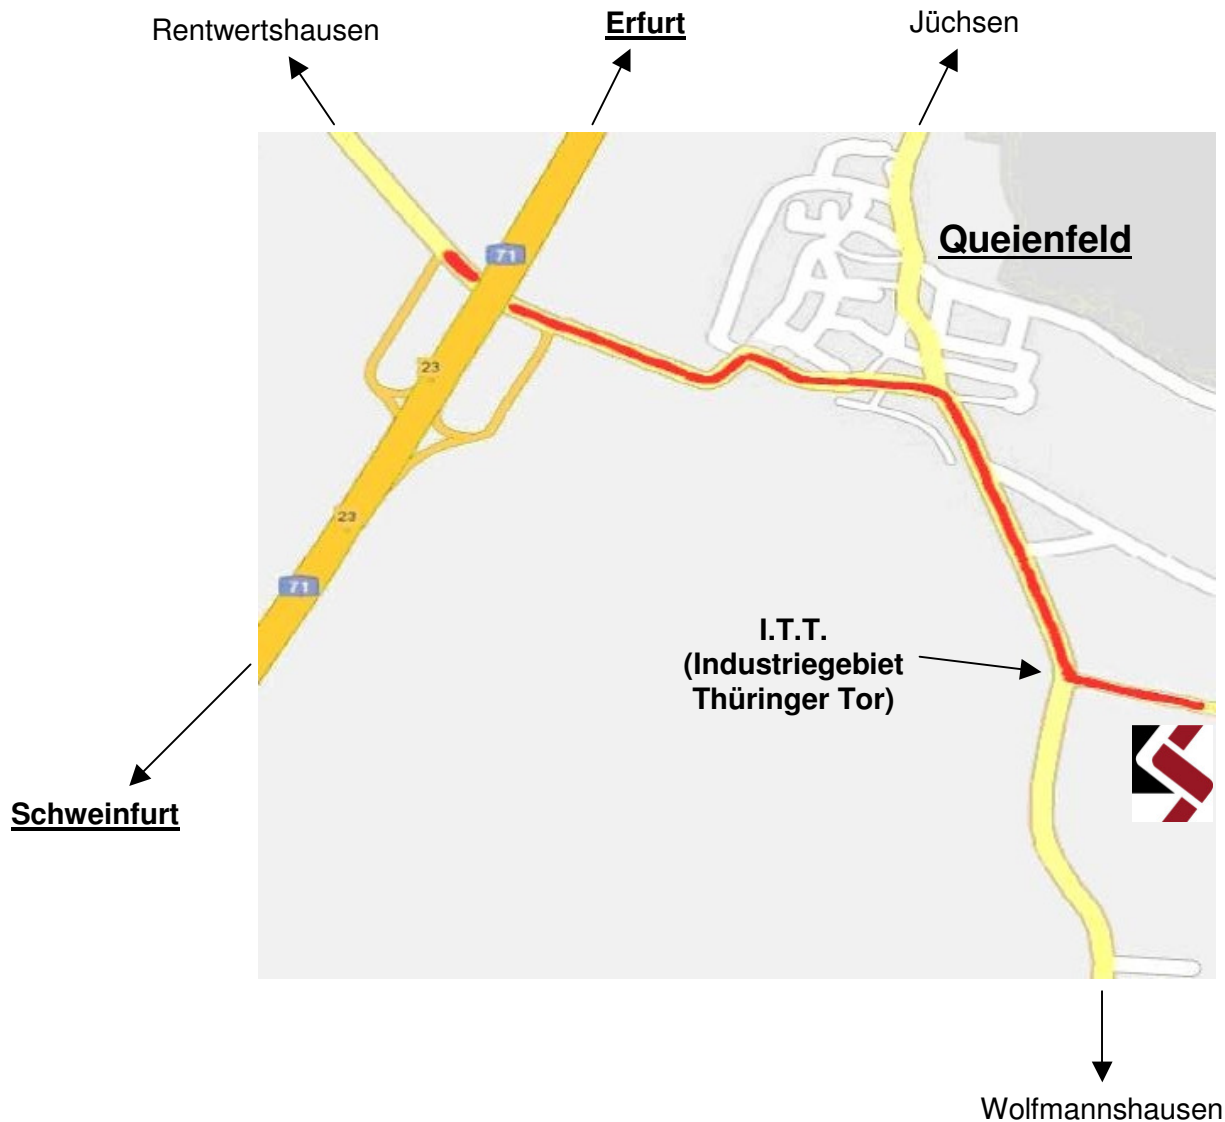 Rentwertshausen
Erfurt
Jüchsen
Queienfeld
71
23
23
71
I.T.T.
(Industriegebiet
Thüringer Tor)
Schweinfurt
Wolfmannshausen